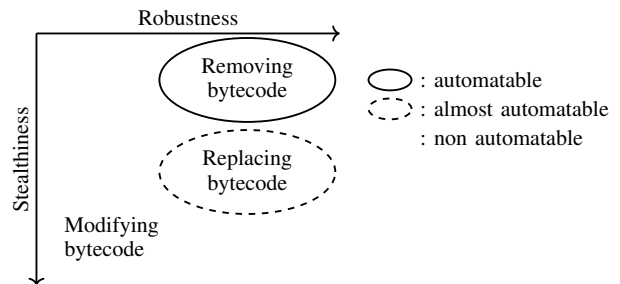 Robustness
Stealthiness
Removing
bytecode
Replacing
bytecode
Modifying
bytecode
: automatable
: almost automatable
: non automatable